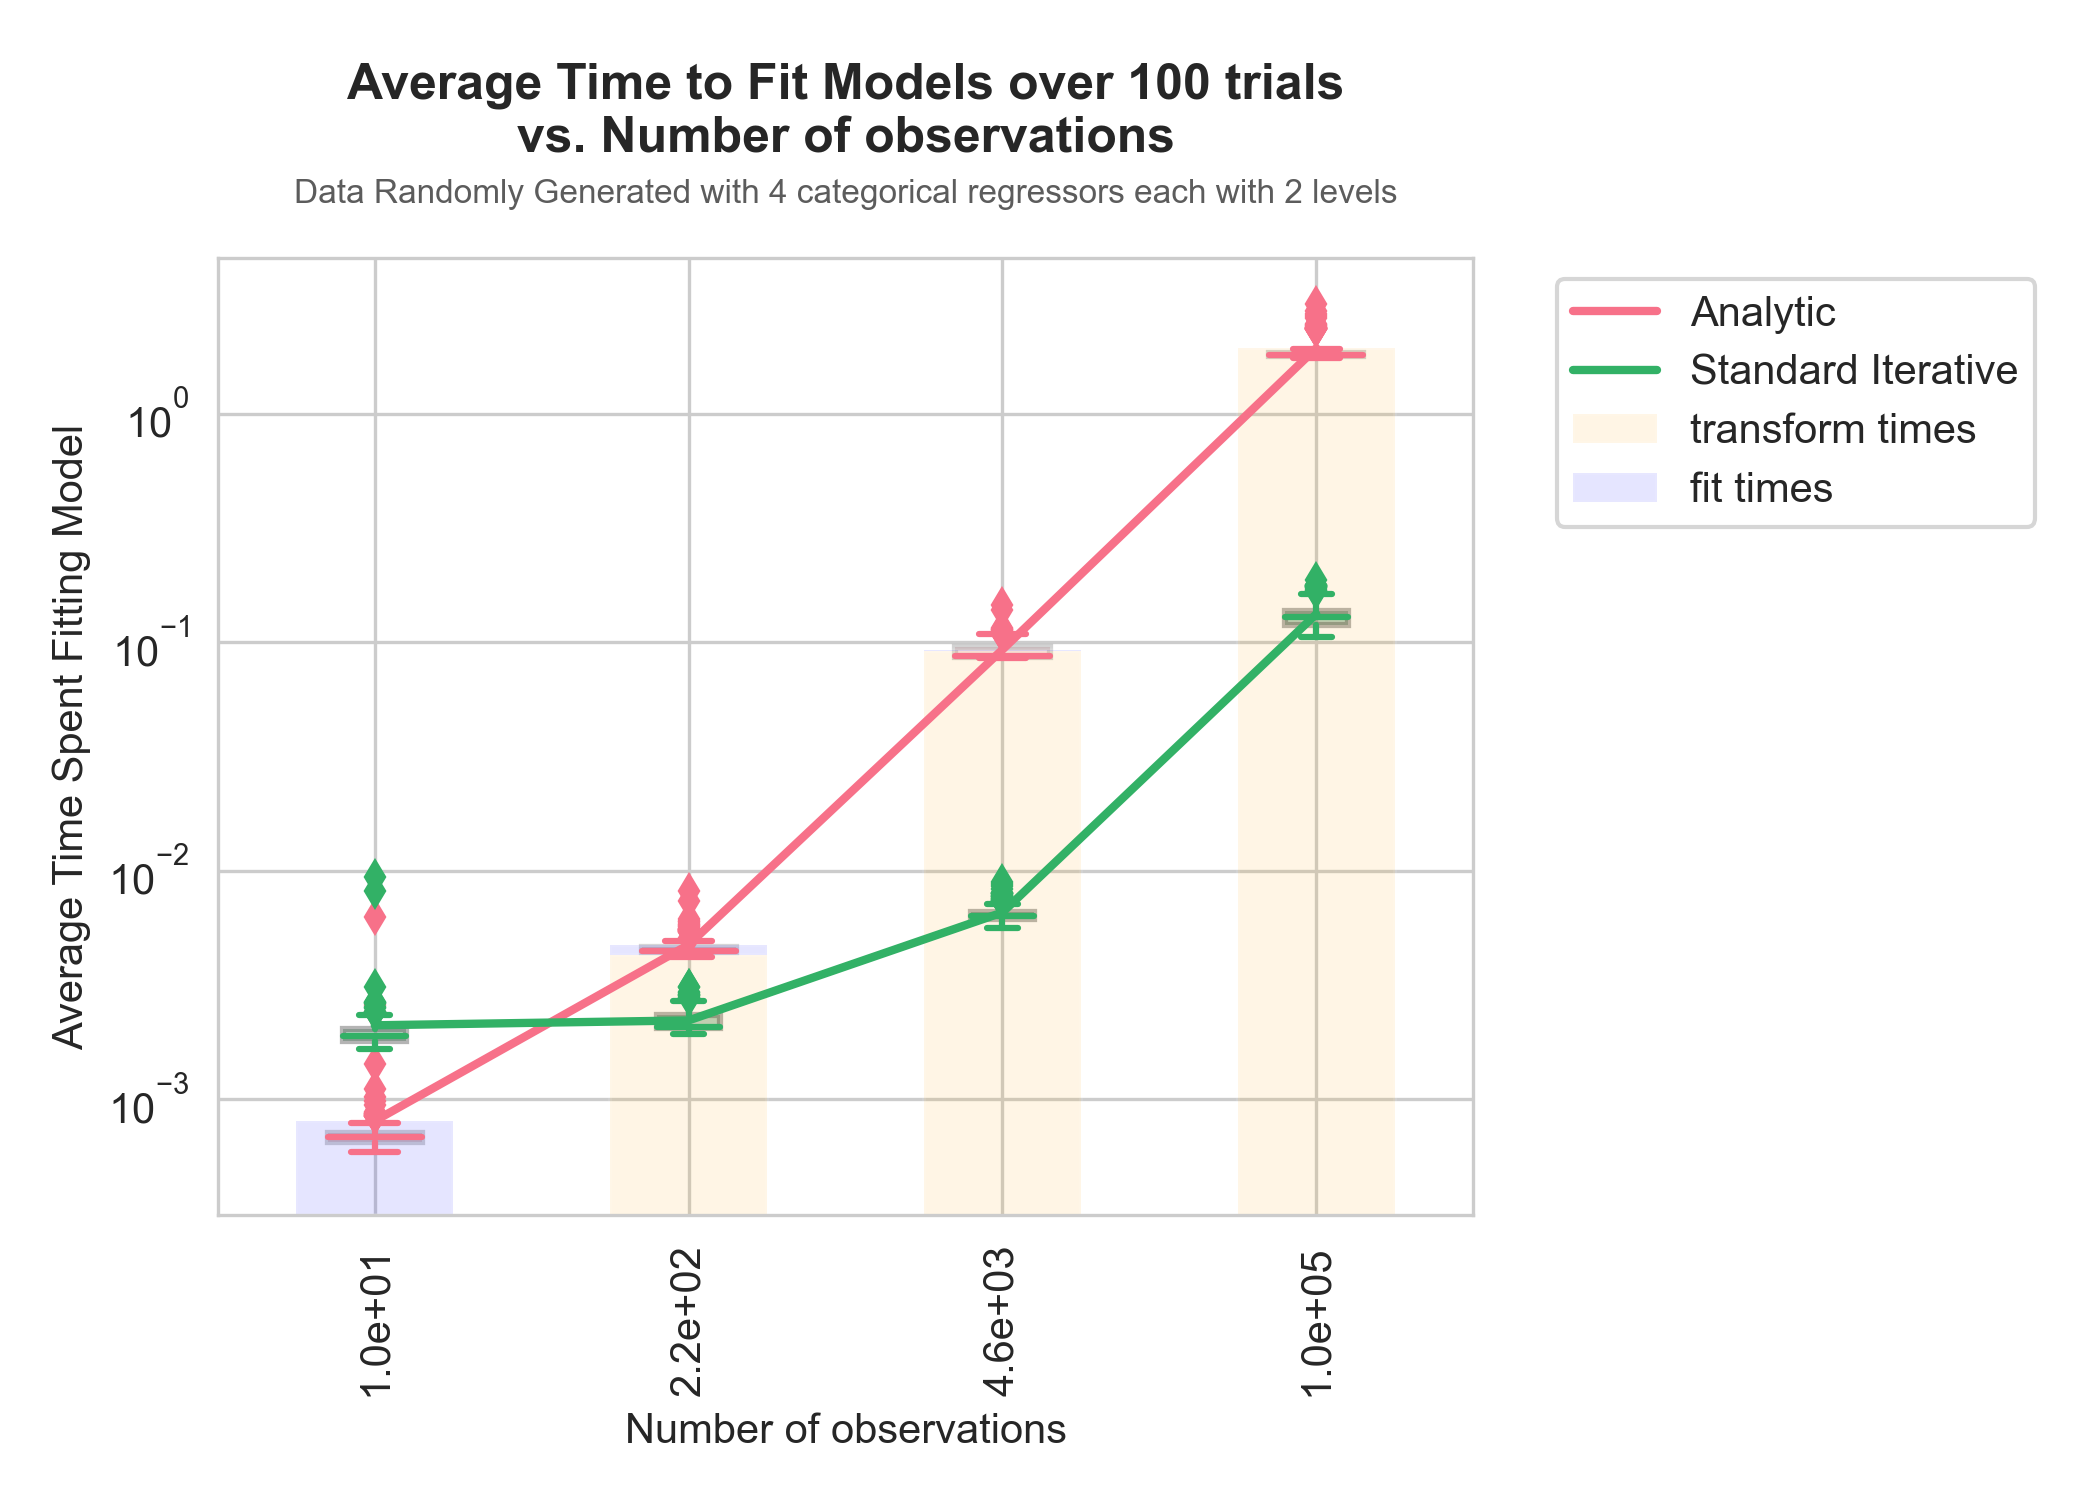 Average Time to Fit Models over 100 trials
vs. Number of observations
Data Randomly Generated with 4 categorical regressors each with 2 levels
Average Time Spent Fitting Model
10^0
10^−1
10^−2
10^−3
1.0e+01
2.2e+02
4.6e+03
1.0e+05
Number of observations
Analytic
Standard Iterative
transform times
fit times